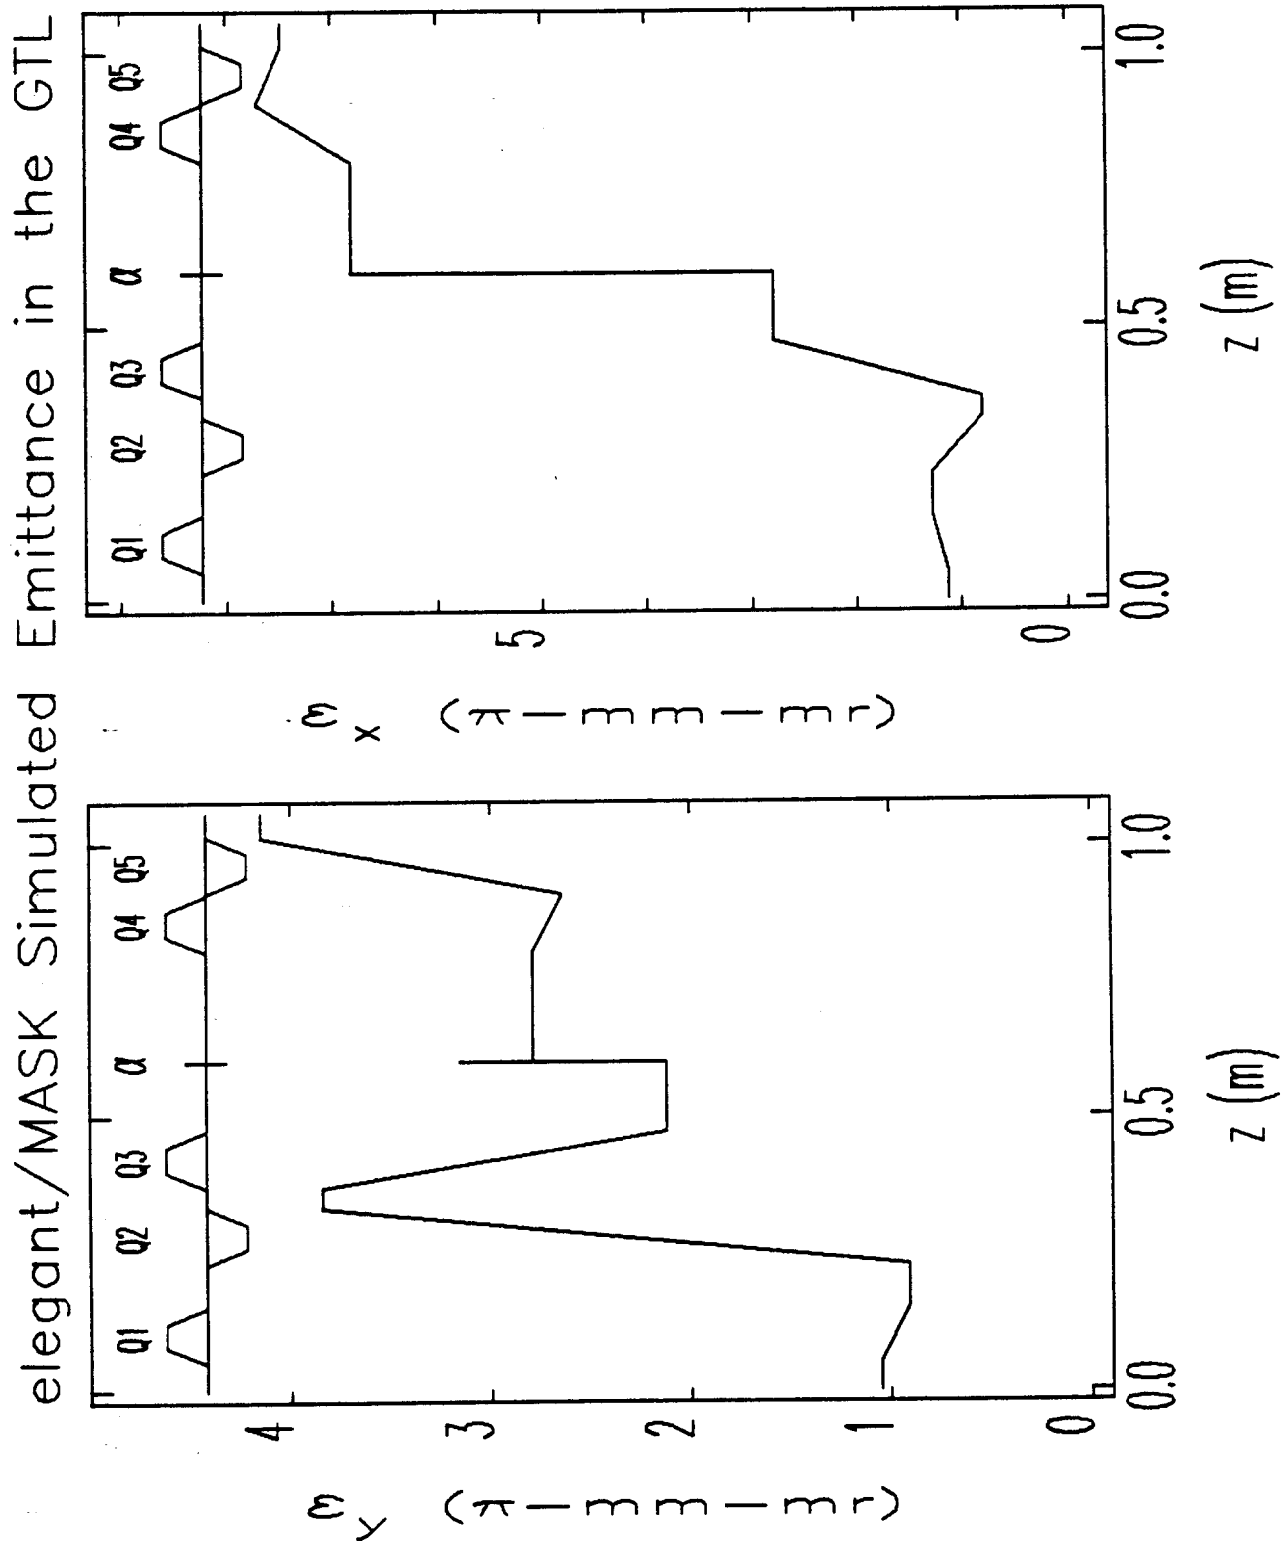 elegant/MASK Simulated Emittance in the GTL
Q1 Q2 Q3 α Q4 Q5
4
3
2
1
0
εy (π-mm-mr)
0.0 0.5 1.0
z (m)
Q1 Q2 Q3 α Q4 Q5
5
0
εx (π-mm-mr)
0.0 0.5 1.0
z (m)